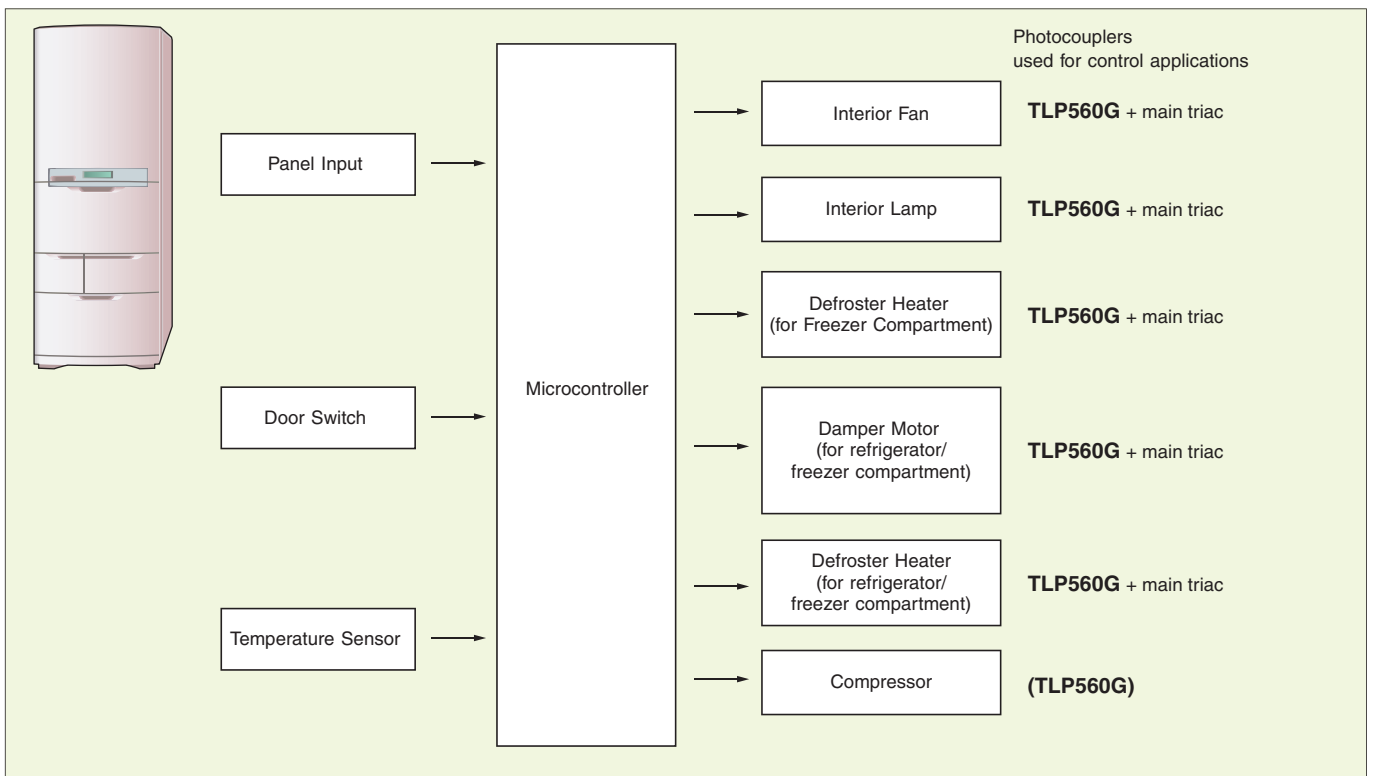 Photocouplers
used for control applications
Panel Input
Door Switch
Temperature Sensor
Microcontroller
Interior Fan
TLP560G + main triac
Interior Lamp
TLP560G + main triac
Defroster Heater
(for Freezer Compartment)
TLP560G + main triac
Damper Motor
(for refrigerator/
freezer compartment)
TLP560G + main triac
Defroster Heater
(for refrigerator/
freezer compartment)
TLP560G + main triac
Compressor
(TLP560G)